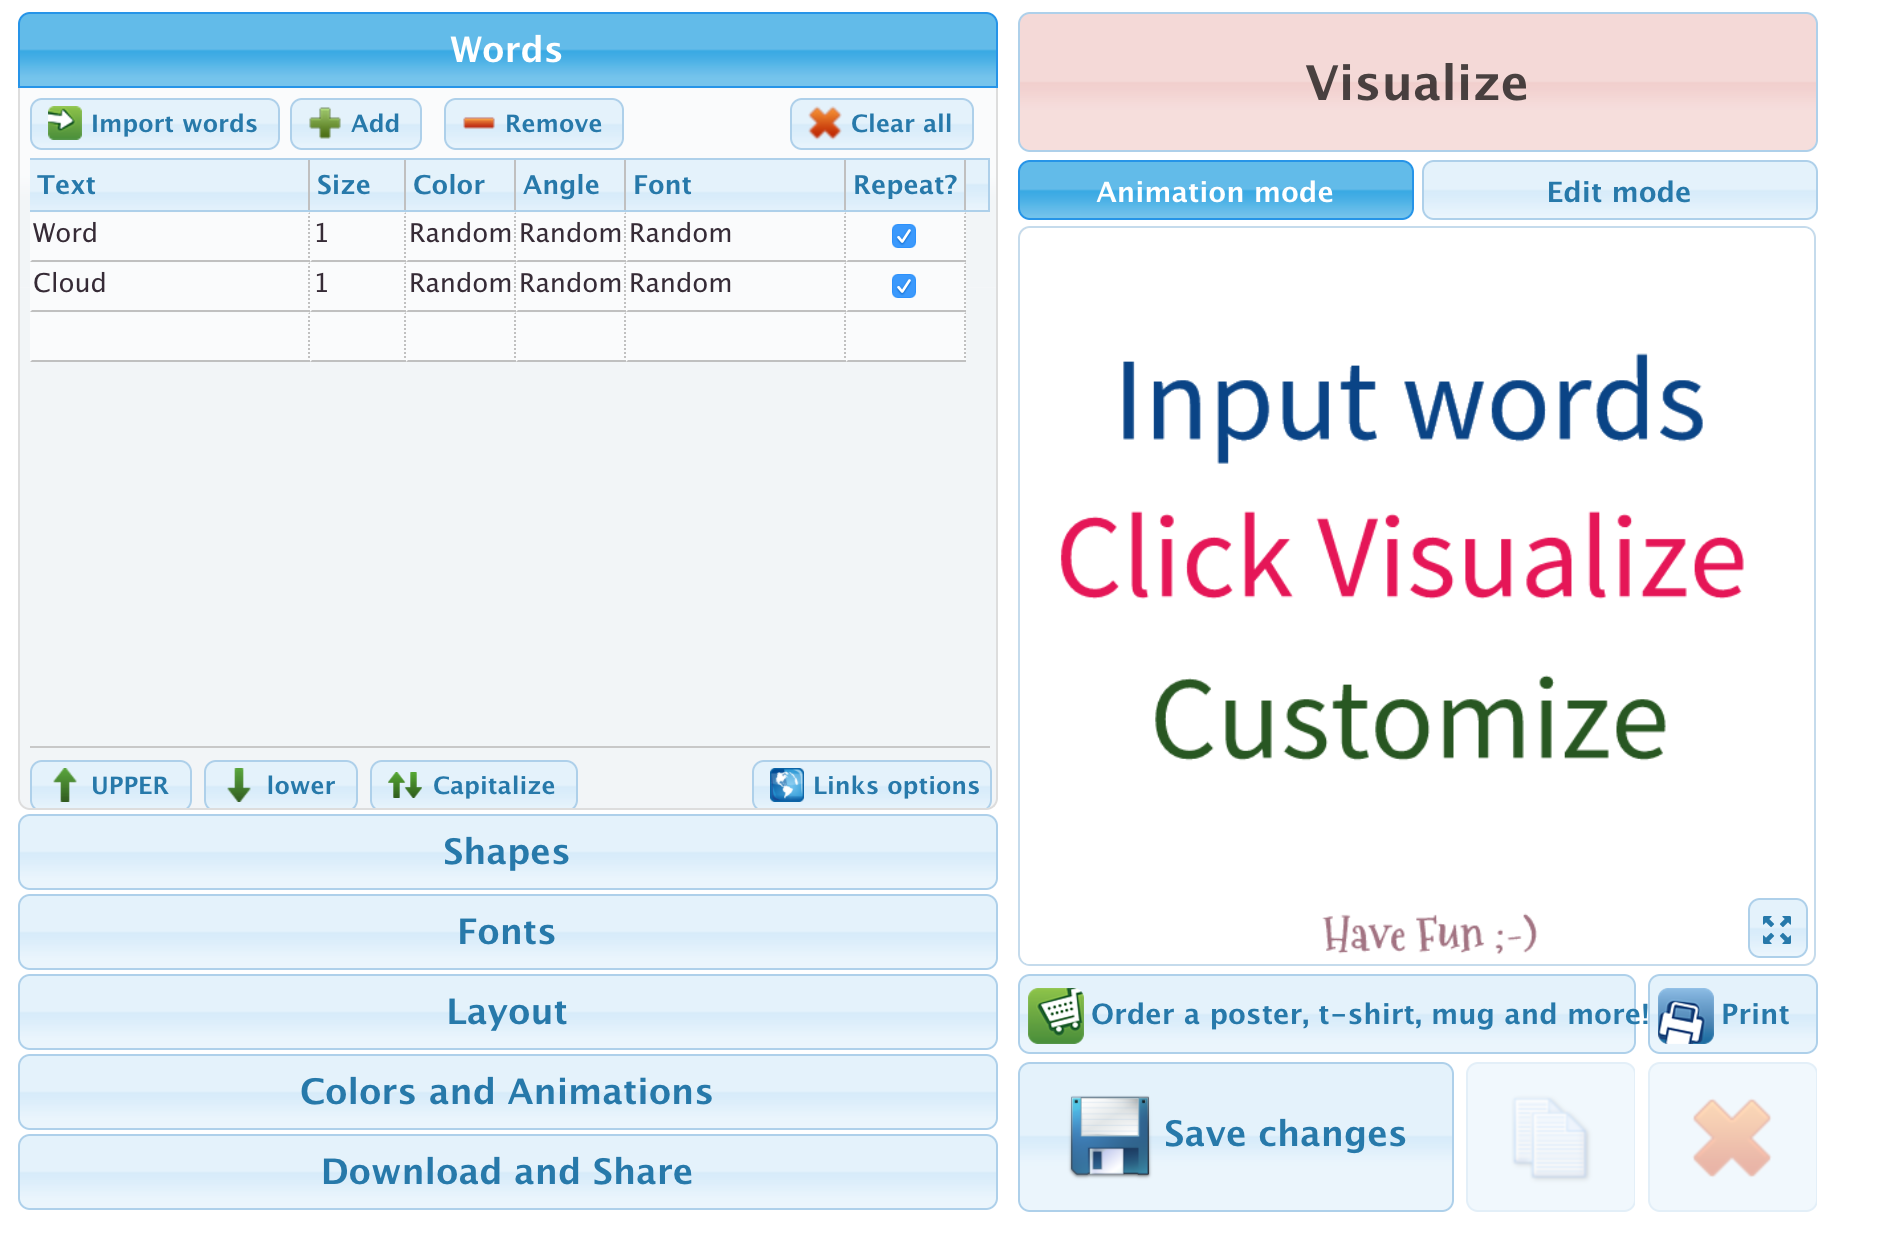 Words
Import words
Add
Remove
Clear all
Text Size Color Angle Font Repeat?
Word 1 Random Random Random
Cloud 1 Random Random Random
UPPER
lower
Capitalize
Links options
Shapes
Fonts
Layout
Colors and Animations
Download and Share
Visualize
Animation mode
Edit mode
Input words
Click Visualize
Customize
Have Fun ;-)
Order a poster, t-shirt, mug and more!
Print
Save changes